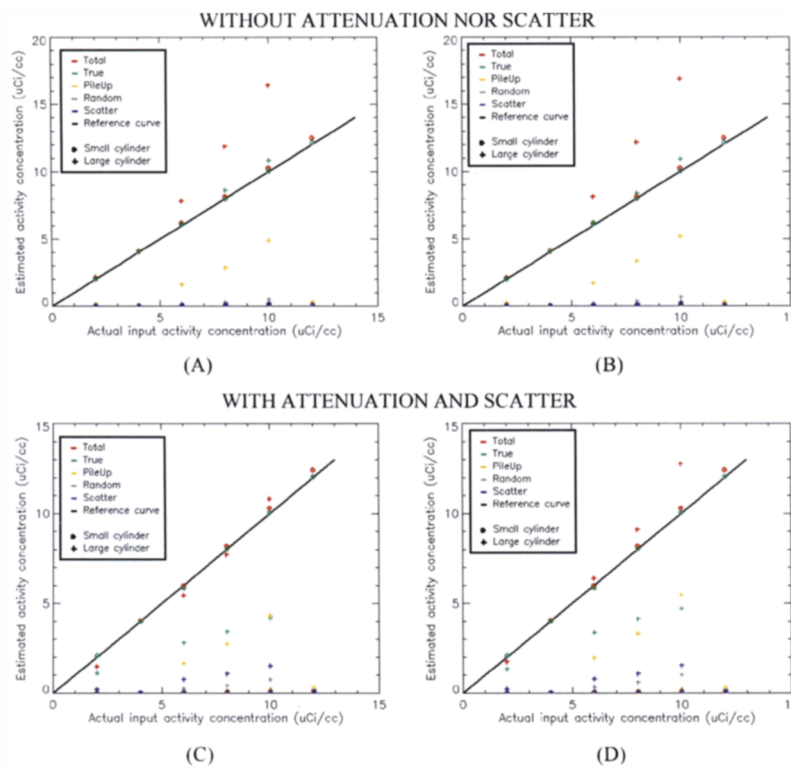 WITHOUT ATTENUATION NOR SCATTER
Estimated activity concentration (uCi/cc)
20
15
10
5
0
Total
True
PileUp
Random
Scatter
Reference curve
Small cylinder
Large cylinder
5
10
15
Actual input activity concentration (uCi/cc)
(A)
Estimated activity concentration (uCi/cc)
20
15
10
5
0
Total
True
PileUp
Random
Scatter
Reference curve
Small cylinder
Large cylinder
5
10
15
Actual input activity concentration (uCi/cc)
(B)
WITH ATTENUATION AND SCATTER
Estimated activity concentration (uCi/cc)
15
10
5
0
Total
True
PileUp
Random
Scatter
Reference curve
Small cylinder
Large cylinder
0
5
10
15
Actual input activity concentration (uCi/cc)
(C)
Estimated activity concentration (uCi/cc)
15
10
5
0
Total
True
PileUp
Random
Scatter
Reference curve
Small cylinder
Large cylinder
0
5
10
15
Actual input activity concentration (uCi/cc)
(D)